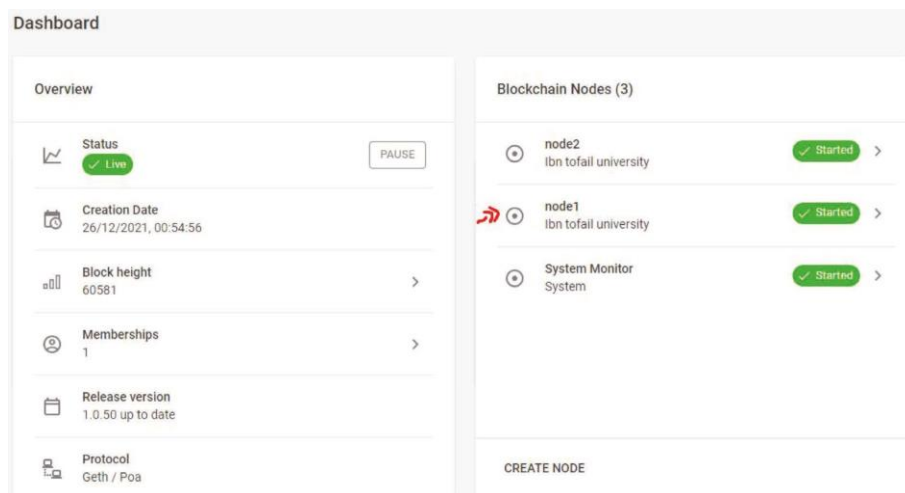 Dashboard
Overview
Status
Live
PAUSE
Creation Date
26/12/2021, 00:54:56
Block height
60581
Memberships
1
Release version
1.0.50 up to date
Protocol
Geth / Poa
Blockchain Nodes (3)
node2
Ibn tofail university
Started
node1
Ibn tofail university
Started
System Monitor
System
Started
CREATE NODE